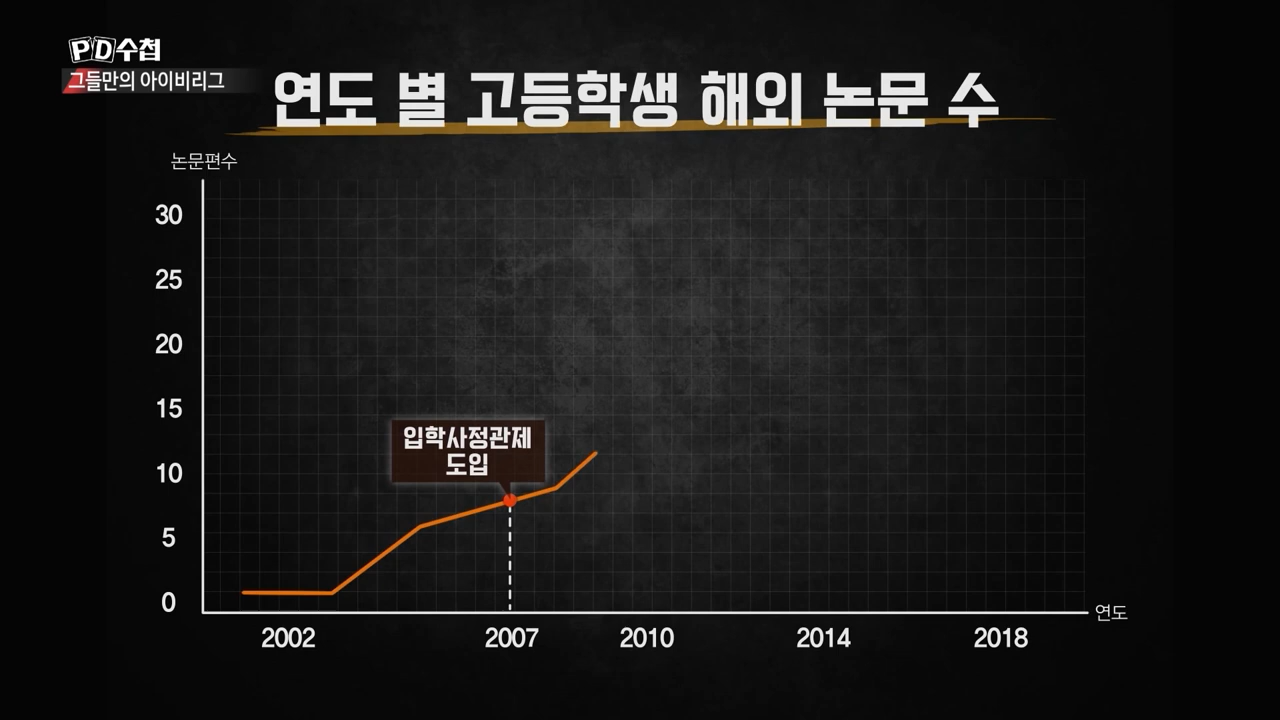 PD수첩
그들만의 아이비리그
연도 별 고등학생 해외 논문 수
논문편수
30
25
20
15
10
5
0
입학사정관제
도입
2002
2007
2010
2014
2018
연도